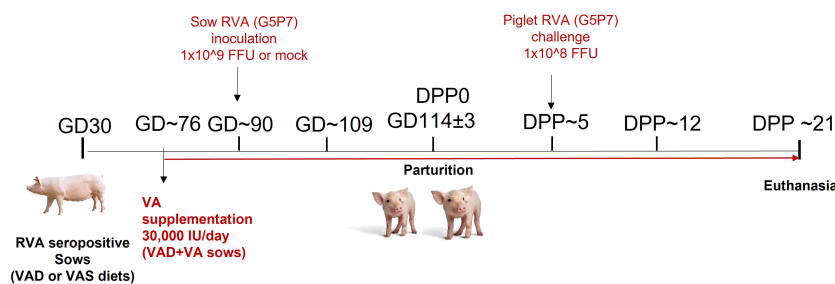 Sow RVA (G5P7)
inoculation
1x10^9 FFU or mock
Piglet RVA (G5P7)
challenge
1x10^8 FFU
DPP0
GD30
GD~76
GD~90
GD~109
GD114±3
DPP~5
DPP~12
DPP ~21
Parturition
Euthanasia
VA
supplementation
30,000 IU/day
(VAD+VA sows)
RVA seropositive
Sows
(VAD or VAS diets)